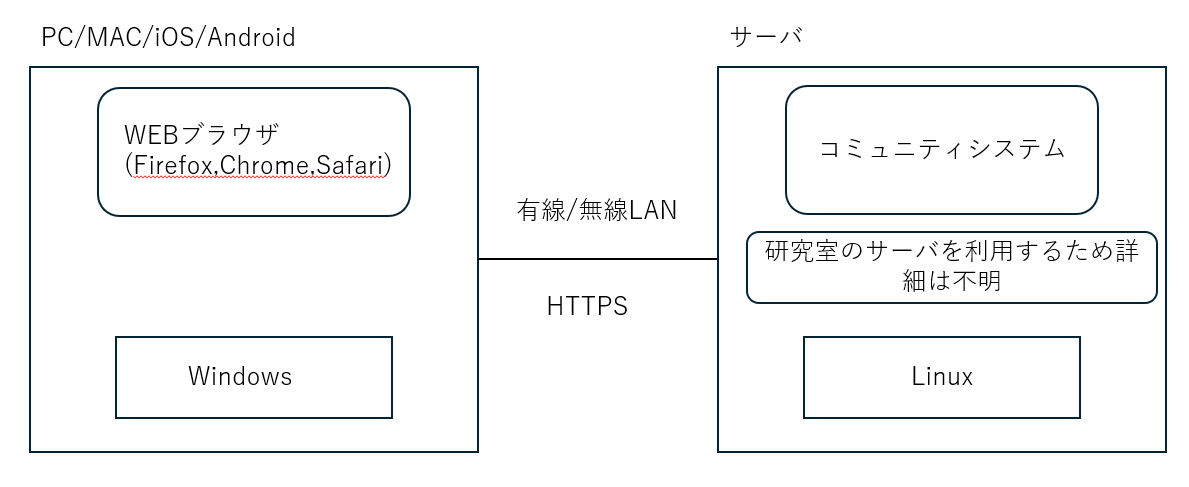 PC/MAC/iOS/Android
WEBブラウザ
(Firefox,Chrome,Safari)
Windows
有線/無線LAN
HTTPS
サーバ
コミュニティシステム
研究室のサーバを利用するため詳
細は不明
Linux